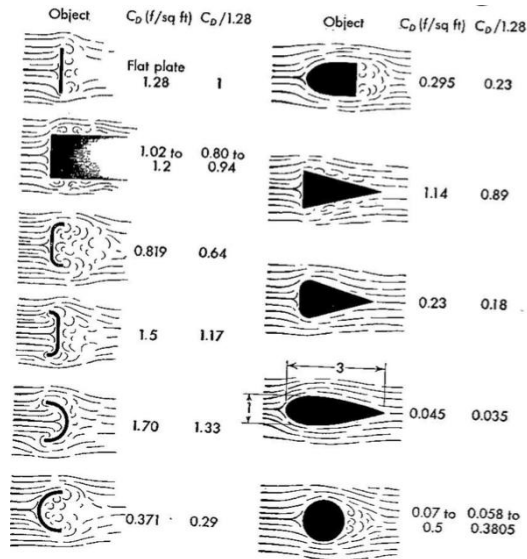 Object C_D (f/sq ft) C_D/1.28
Flat plate
1.28 1
1.02 to 0.80 to
1.2 0.94
0.819 0.64
1.5 1.17
1.70 1.33
0.371 0.29
Object C_D (f/sq ft) C_D/1.28
0.295 0.23
1.14 0.89
0.23 0.18
3
1
0.045 0.035
0.07 to 0.058 to
0.5 0.3805